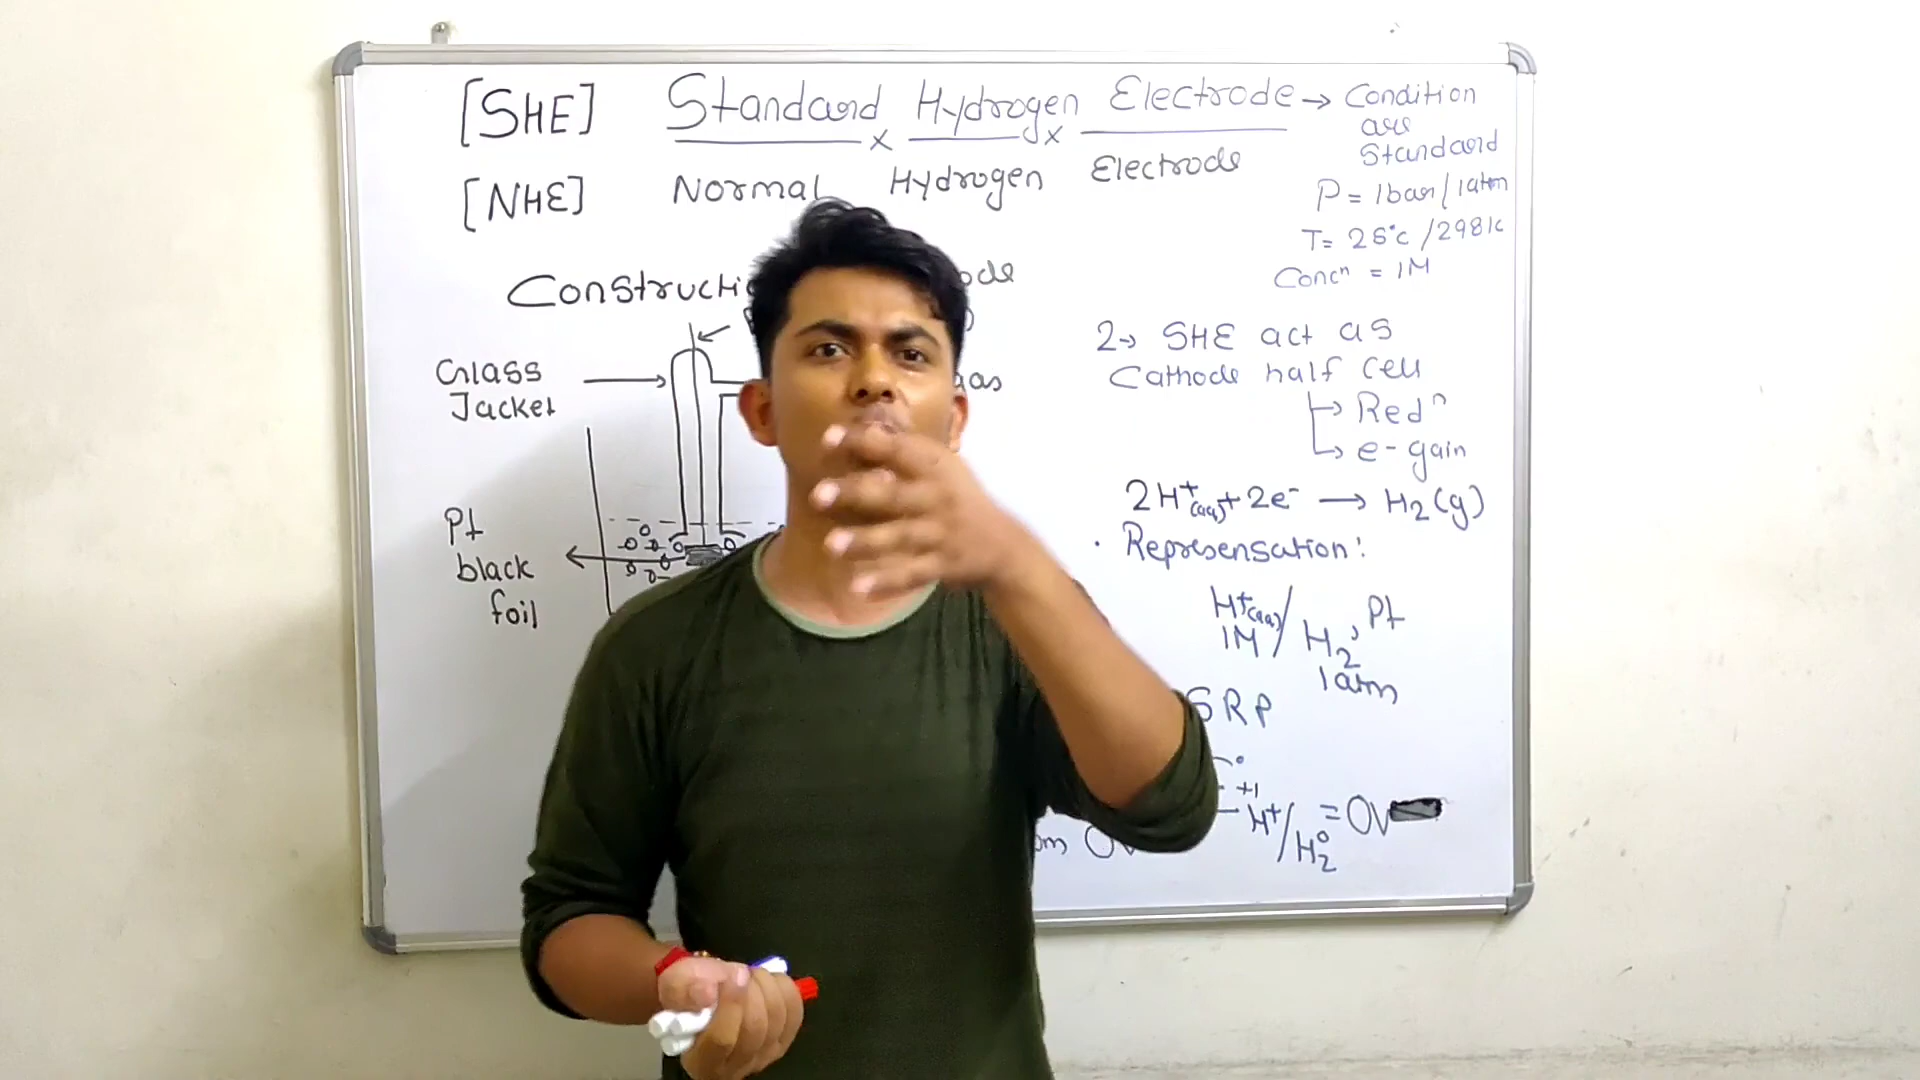 [SHE] Standard Hydrogen Electrode → Condition
are
Standard
[NHE] Normal Hydrogen Electrode
P = 1bar/1atm
T= 25°c /298k
Concⁿ = 1M
Glass
Jacket
Pt
black
foil
2→ SHE act as
Cathode half Cell
→ Redⁿ
→ e- gain
2H⁺(aq)+ 2e⁻ → H₂(g)
• Represensation:
H⁺(aq)/H₂, Pt
1M 1atm
SRP
+1
H⁺/H₂⁰ = 0V